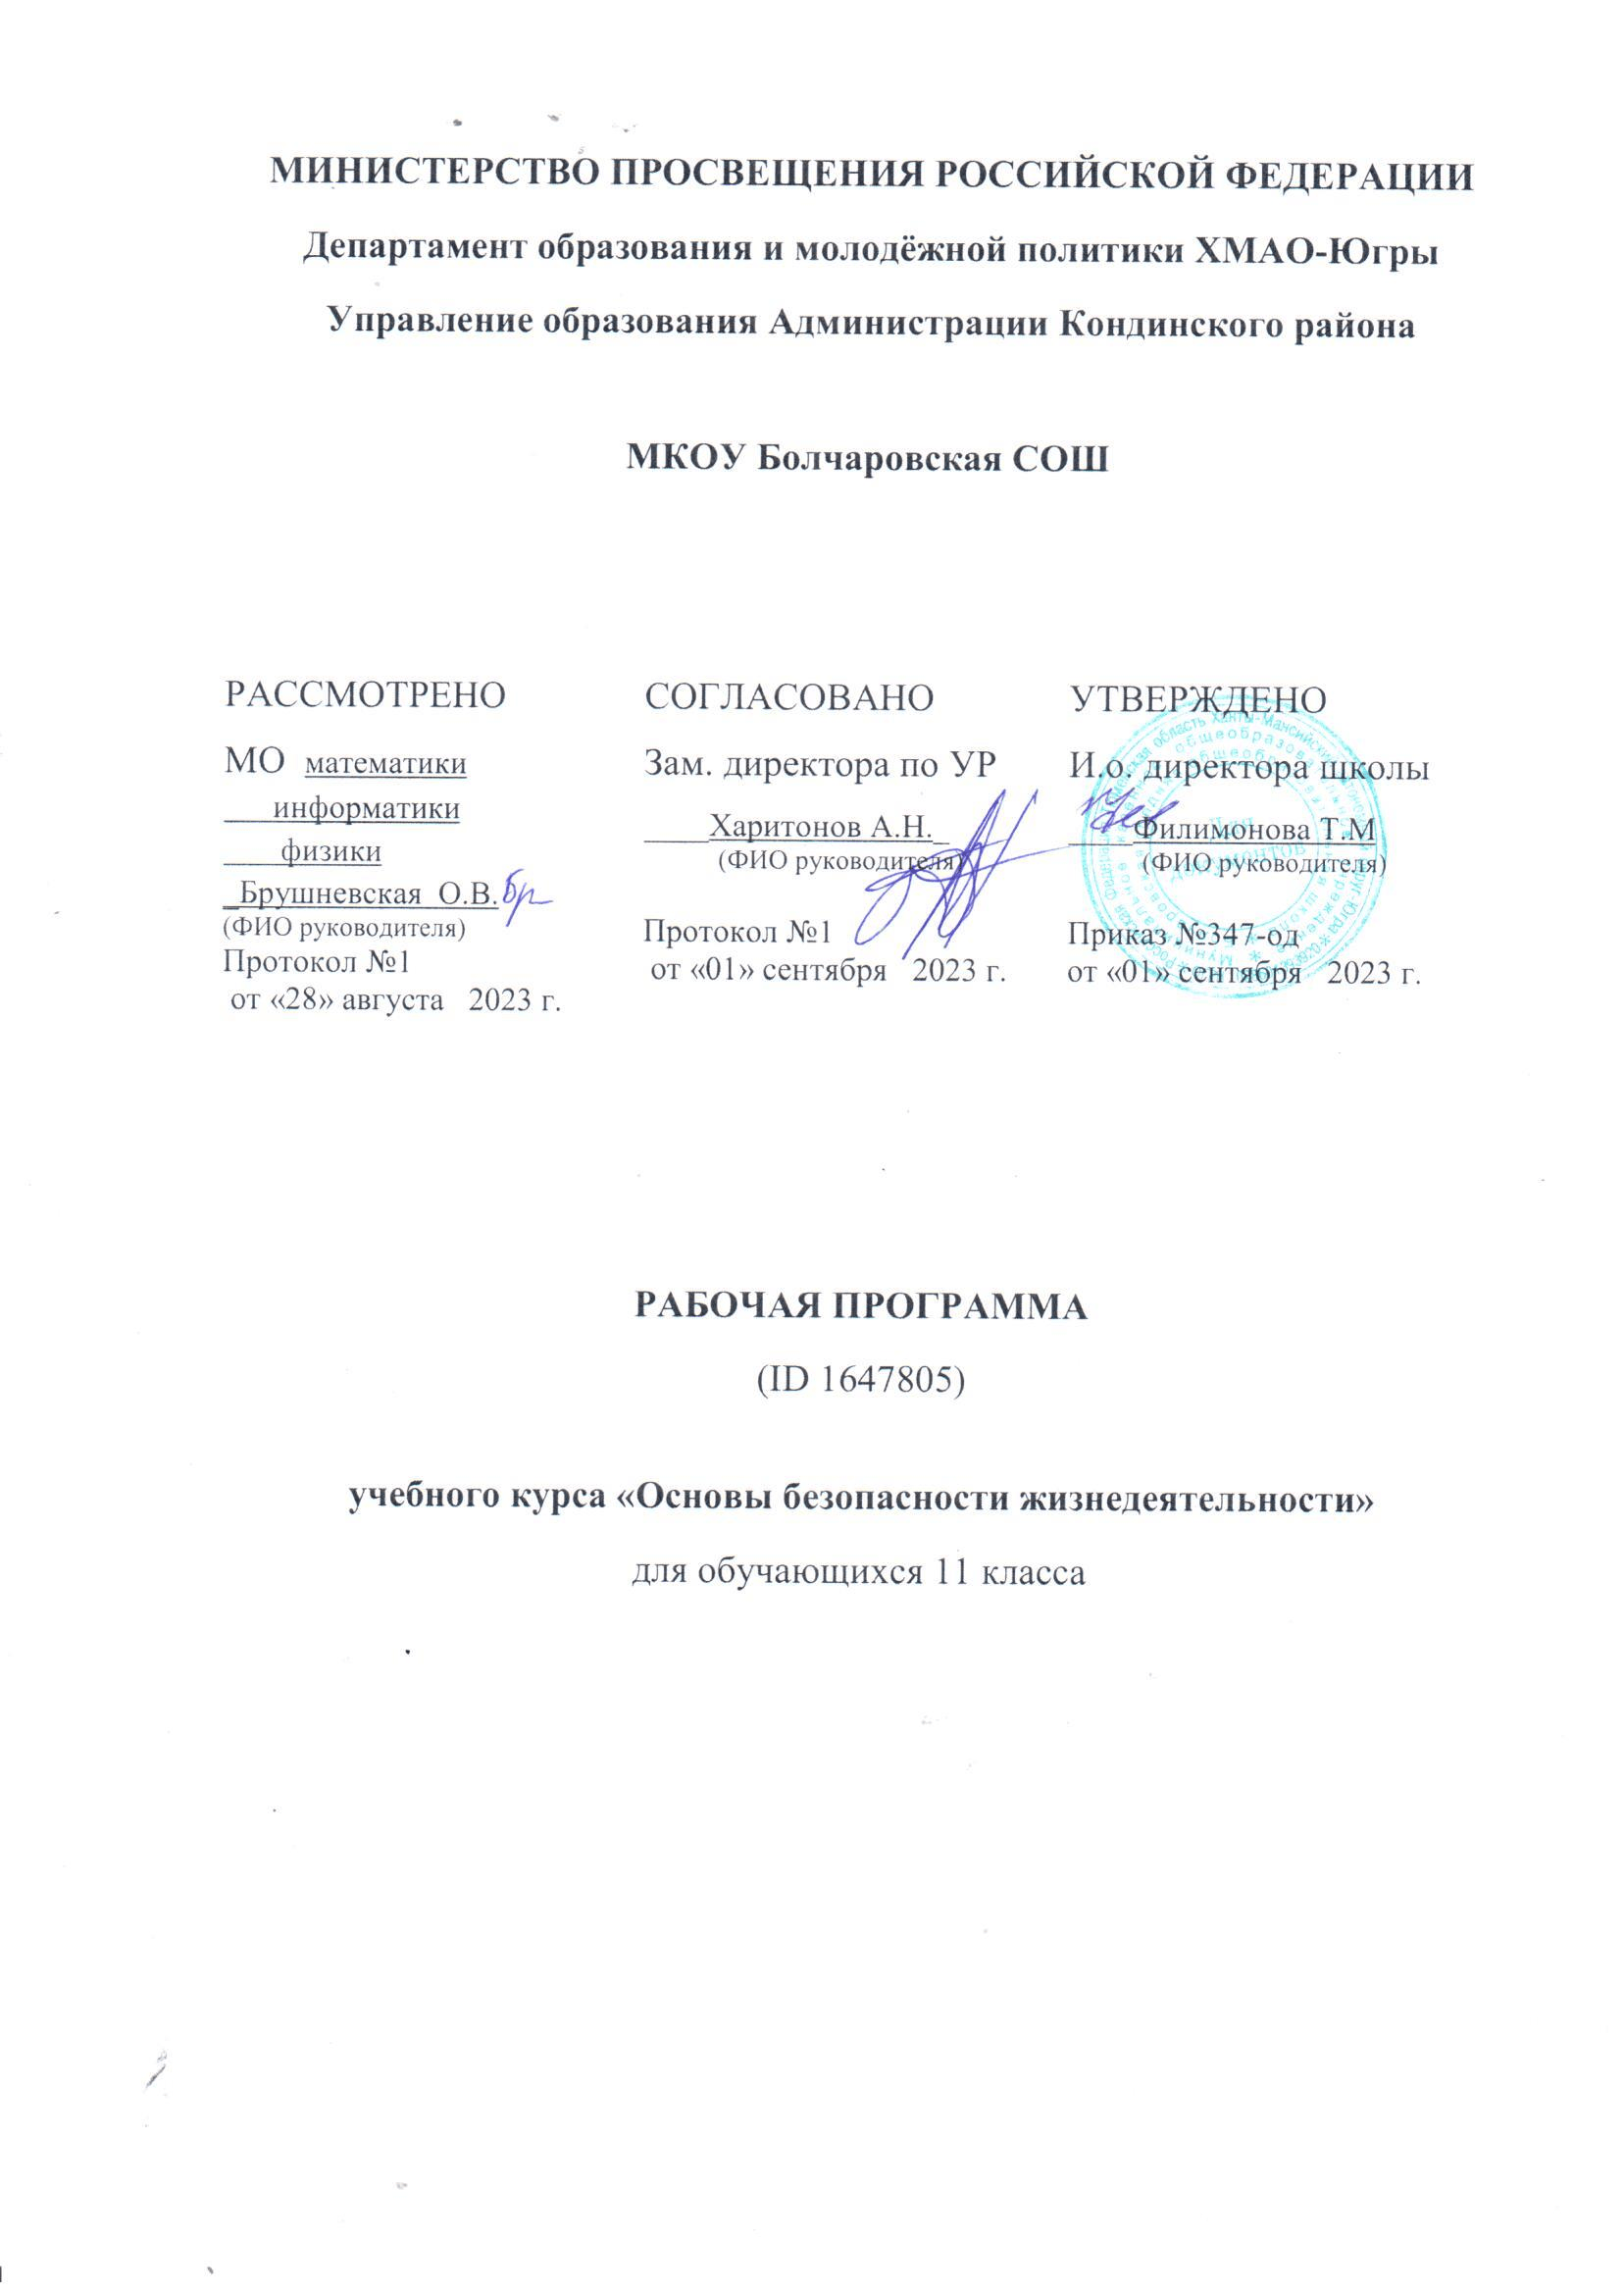 МИНИСТЕРСТВО ПРОСВЕЩЕНИЯ РОССИЙСКОЙ ФЕДЕРАЦИИ
Департамент образования и молодёжной политики ХМАО-Югры
Управление образования Администрации Кондинского района
МКОУ Болчаровская СОШ
РАССМОТРЕНО
МО математики
информатики
физики
Брушневская О.В.
(ФИО руководителя)
Протокол №1
от «28» августа 2023 г.
СОГЛАСОВАНО
Зам. директора по УР
Харитонов А.Н.
(ФИО руководителя)
Протокол №1
от «01» сентября 2023 г.
УТВЕРЖДЕНО
И.о. директора школы
Филимонова Т.М
(ФИО руководителя)
Приказ №347-од
от «01» сентября 2023 г.
Для
документов
РАБОЧАЯ ПРОГРАММА
(ID 1647805)
учебного курса «Основы безопасности жизнедеятельности»
для обучающихся 11 класса